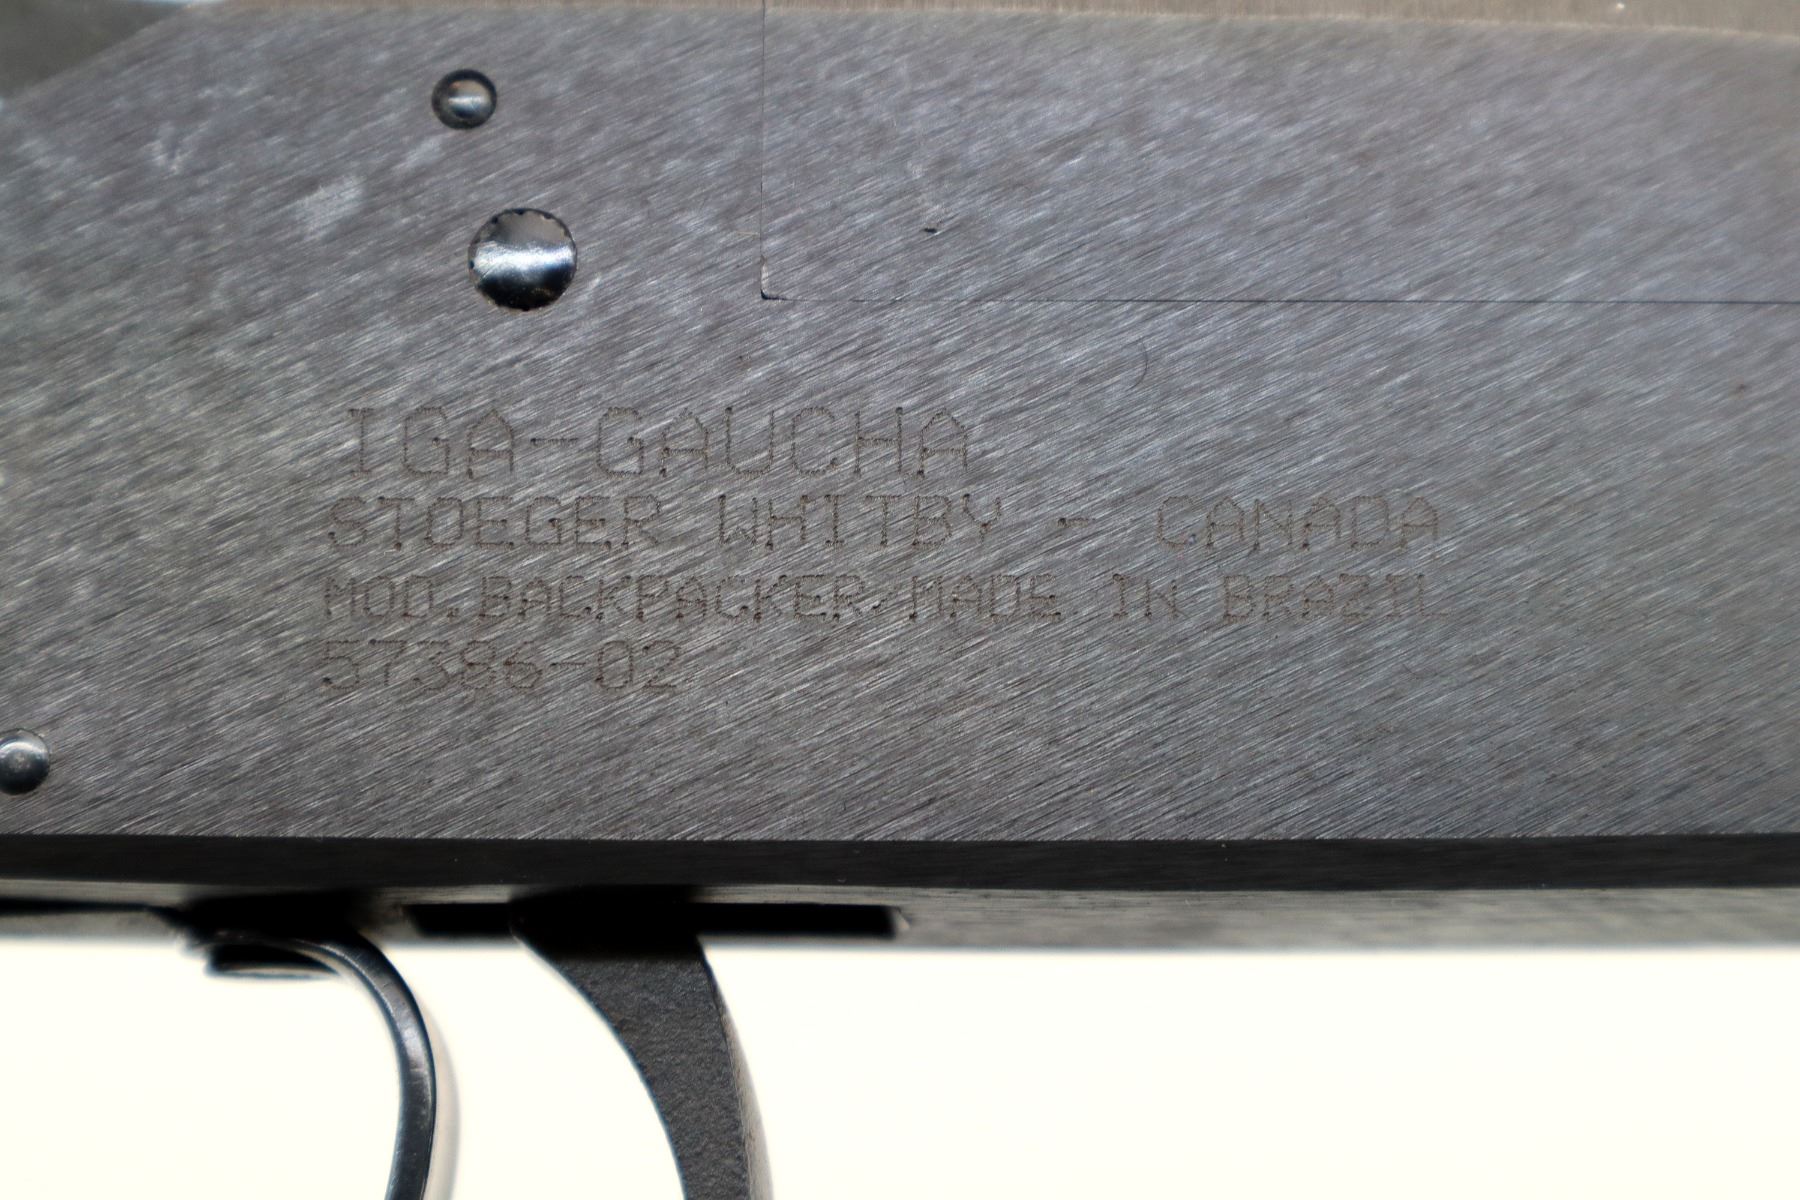 IGA-GAUCHA
STOEGER WHITBY - CANADA
MOD.BACKPACKER/MADE IN BRAZIL
57386-02